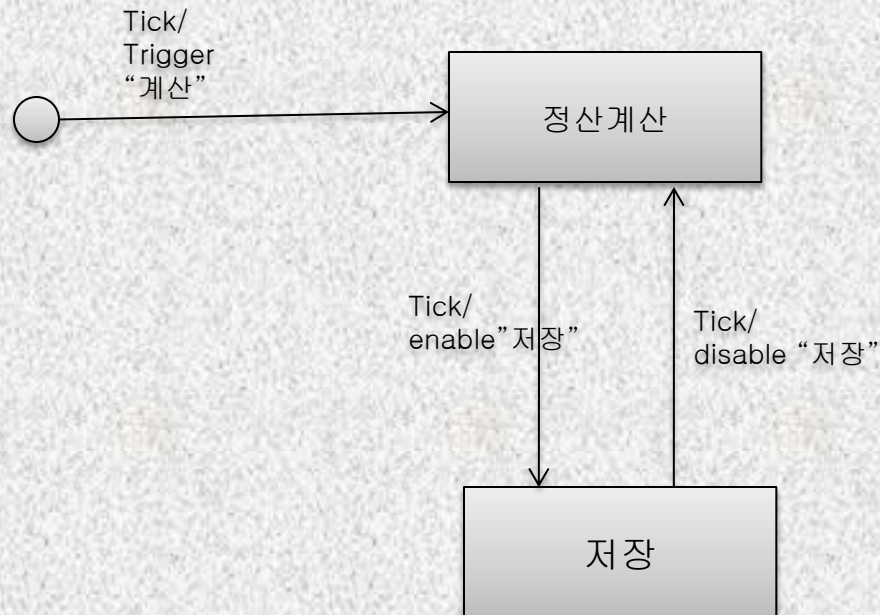 Tick/
Trigger
“계산”
정산계산
Tick/
enable”저장”
Tick/
disable “저장”
저장